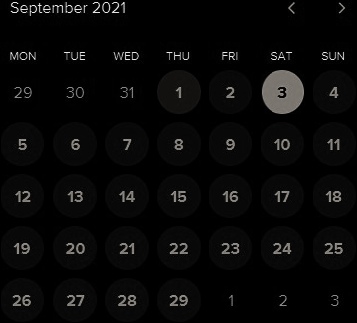 September 2021
MON TUE WED THU FRI SAT SUN
29 30 31 1 2 3 4
5 6 7 8 9 10 11
12 13 14 15 16 17 18
19 20 21 22 23 24 25
26 27 28 29 1 2 3